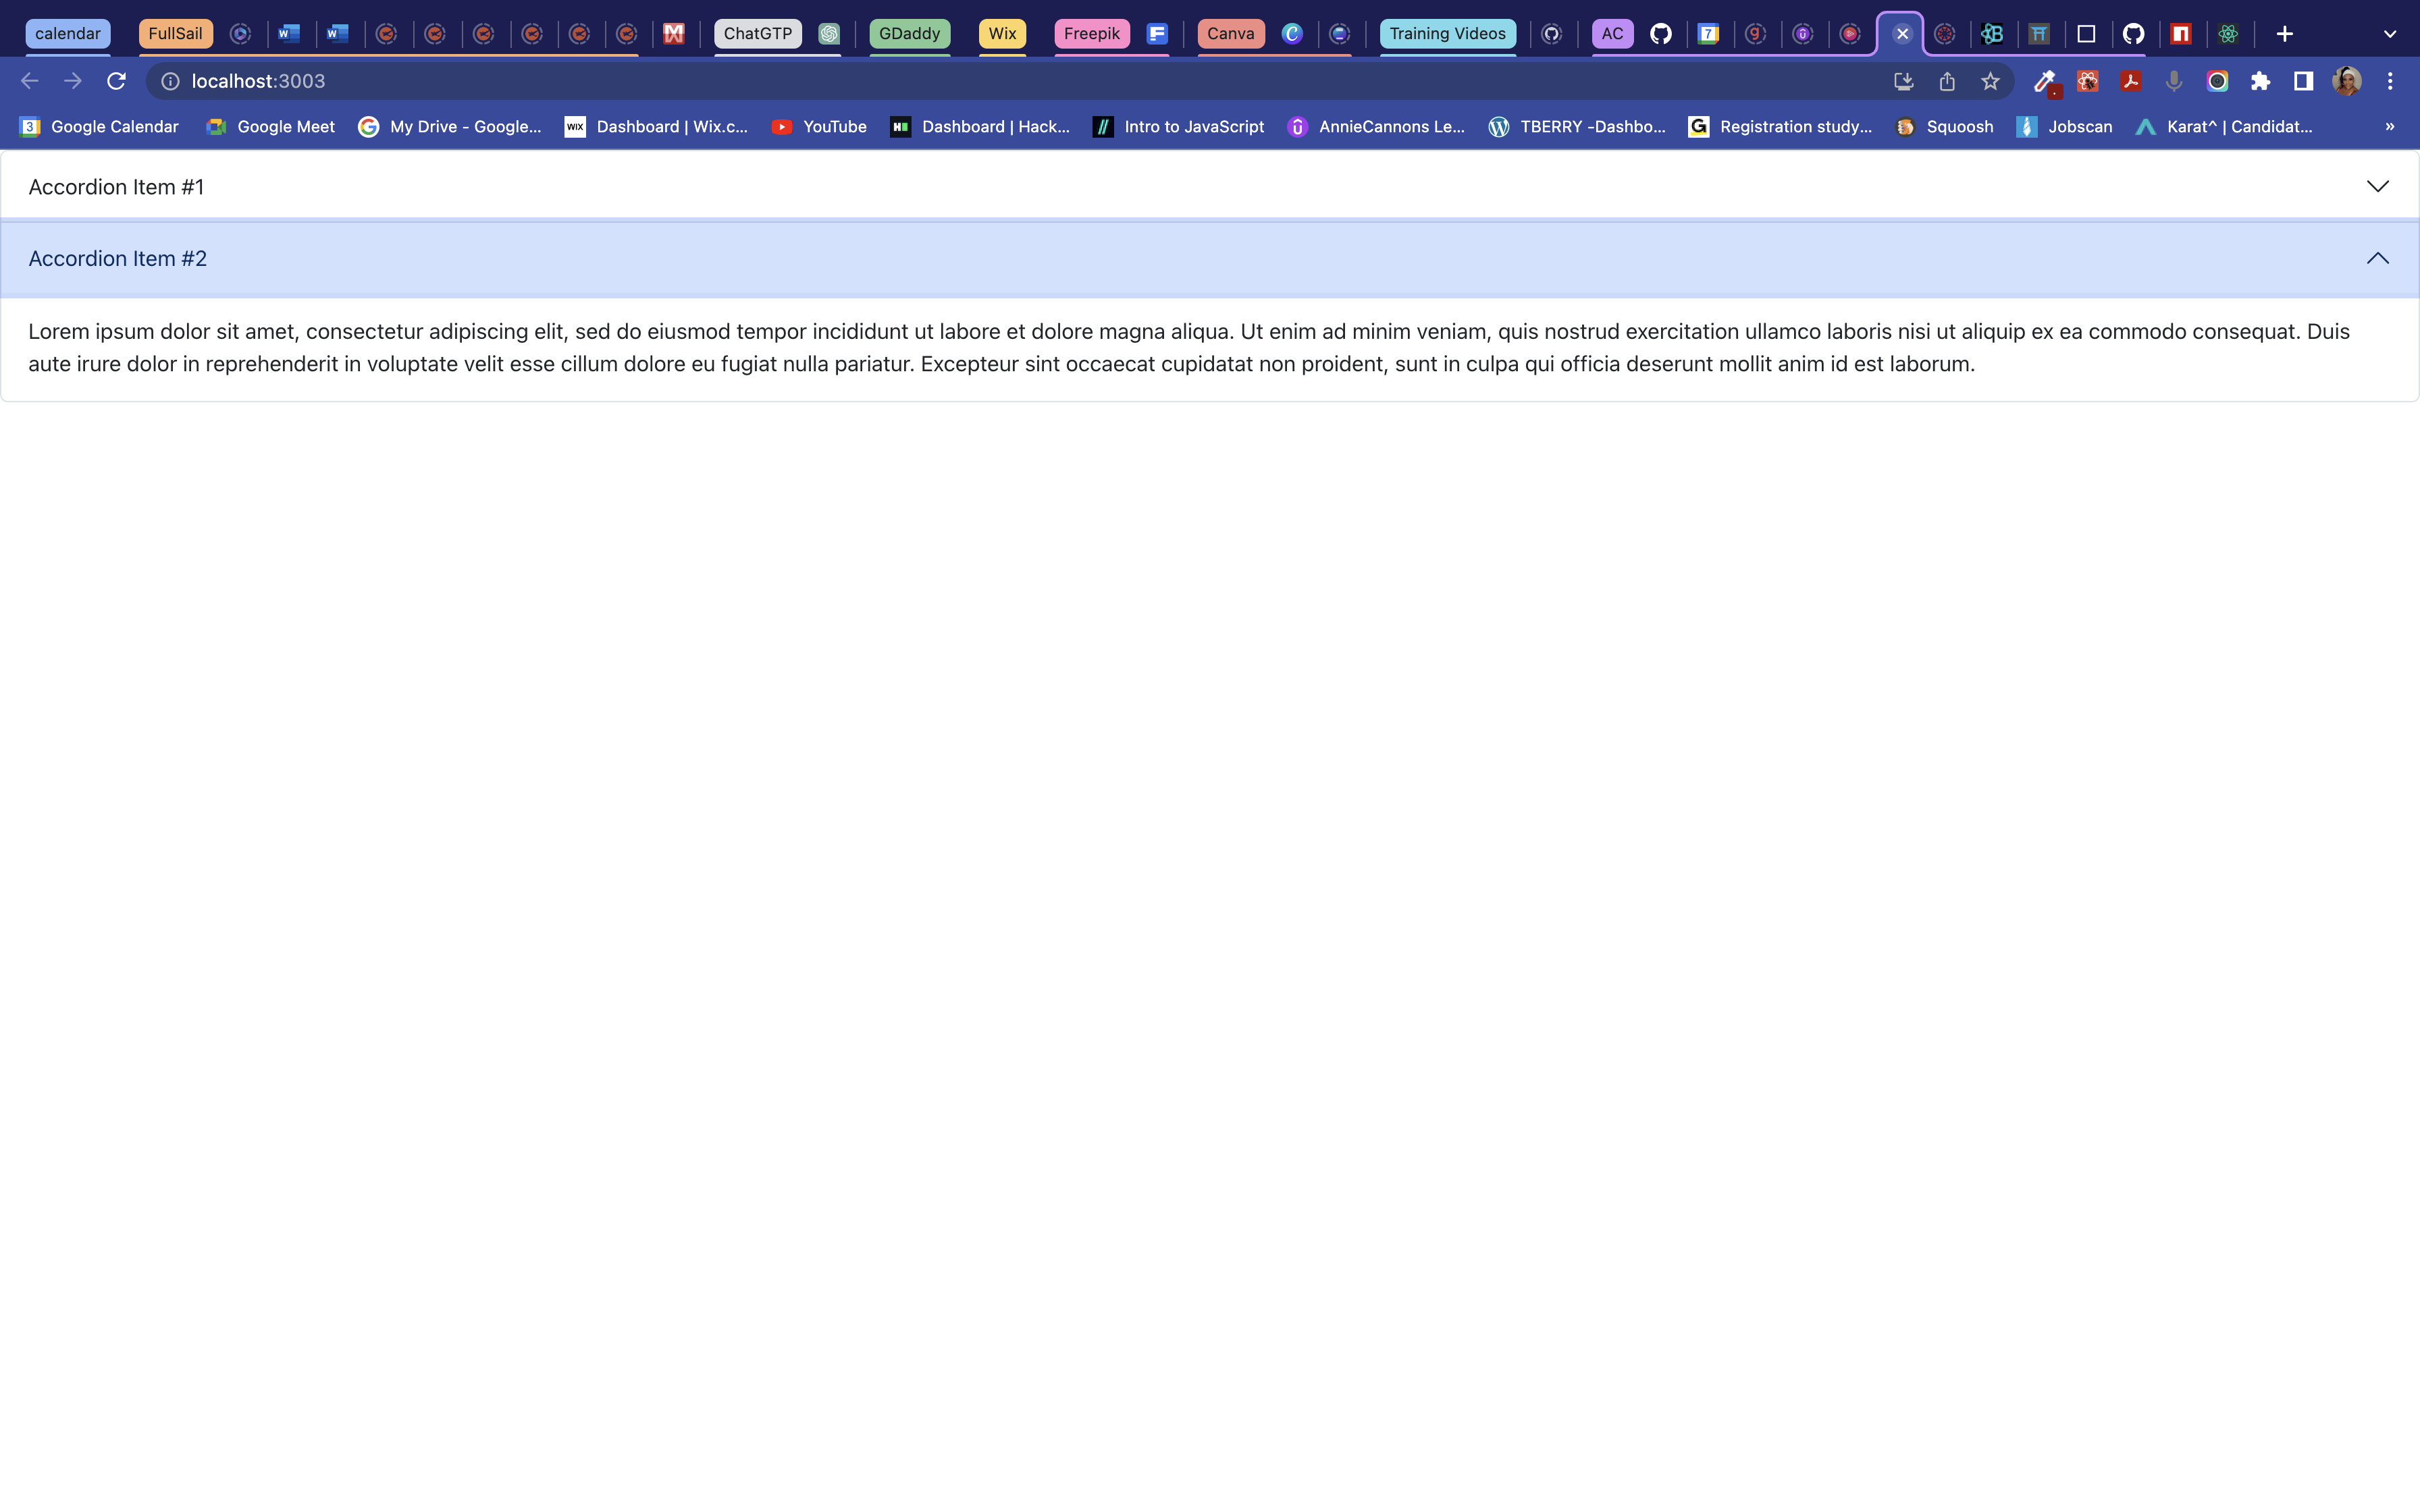 calendar FullSail ChatGTP GDaddy Wix Freepik Canva Training Videos AC 7
localhost:3003
3 Google Calendar Google Meet My Drive - Google... WIX Dashboard | Wix.c... YouTube Dashboard | Hack... Intro to JavaScript AnnieCannons Le... TBERRY -Dashbo... G Registration study... Squoosh Jobscan Karat^ | Candidat... »
Accordion Item #1
Accordion Item #2
Lorem ipsum dolor sit amet, consectetur adipiscing elit, sed do eiusmod tempor incididunt ut labore et dolore magna aliqua. Ut enim ad minim veniam, quis nostrud exercitation ullamco laboris nisi ut aliquip ex ea commodo consequat. Duis
aute irure dolor in reprehenderit in voluptate velit esse cillum dolore eu fugiat nulla pariatur. Excepteur sint occaecat cupidatat non proident, sunt in culpa qui officia deserunt mollit anim id est laborum.